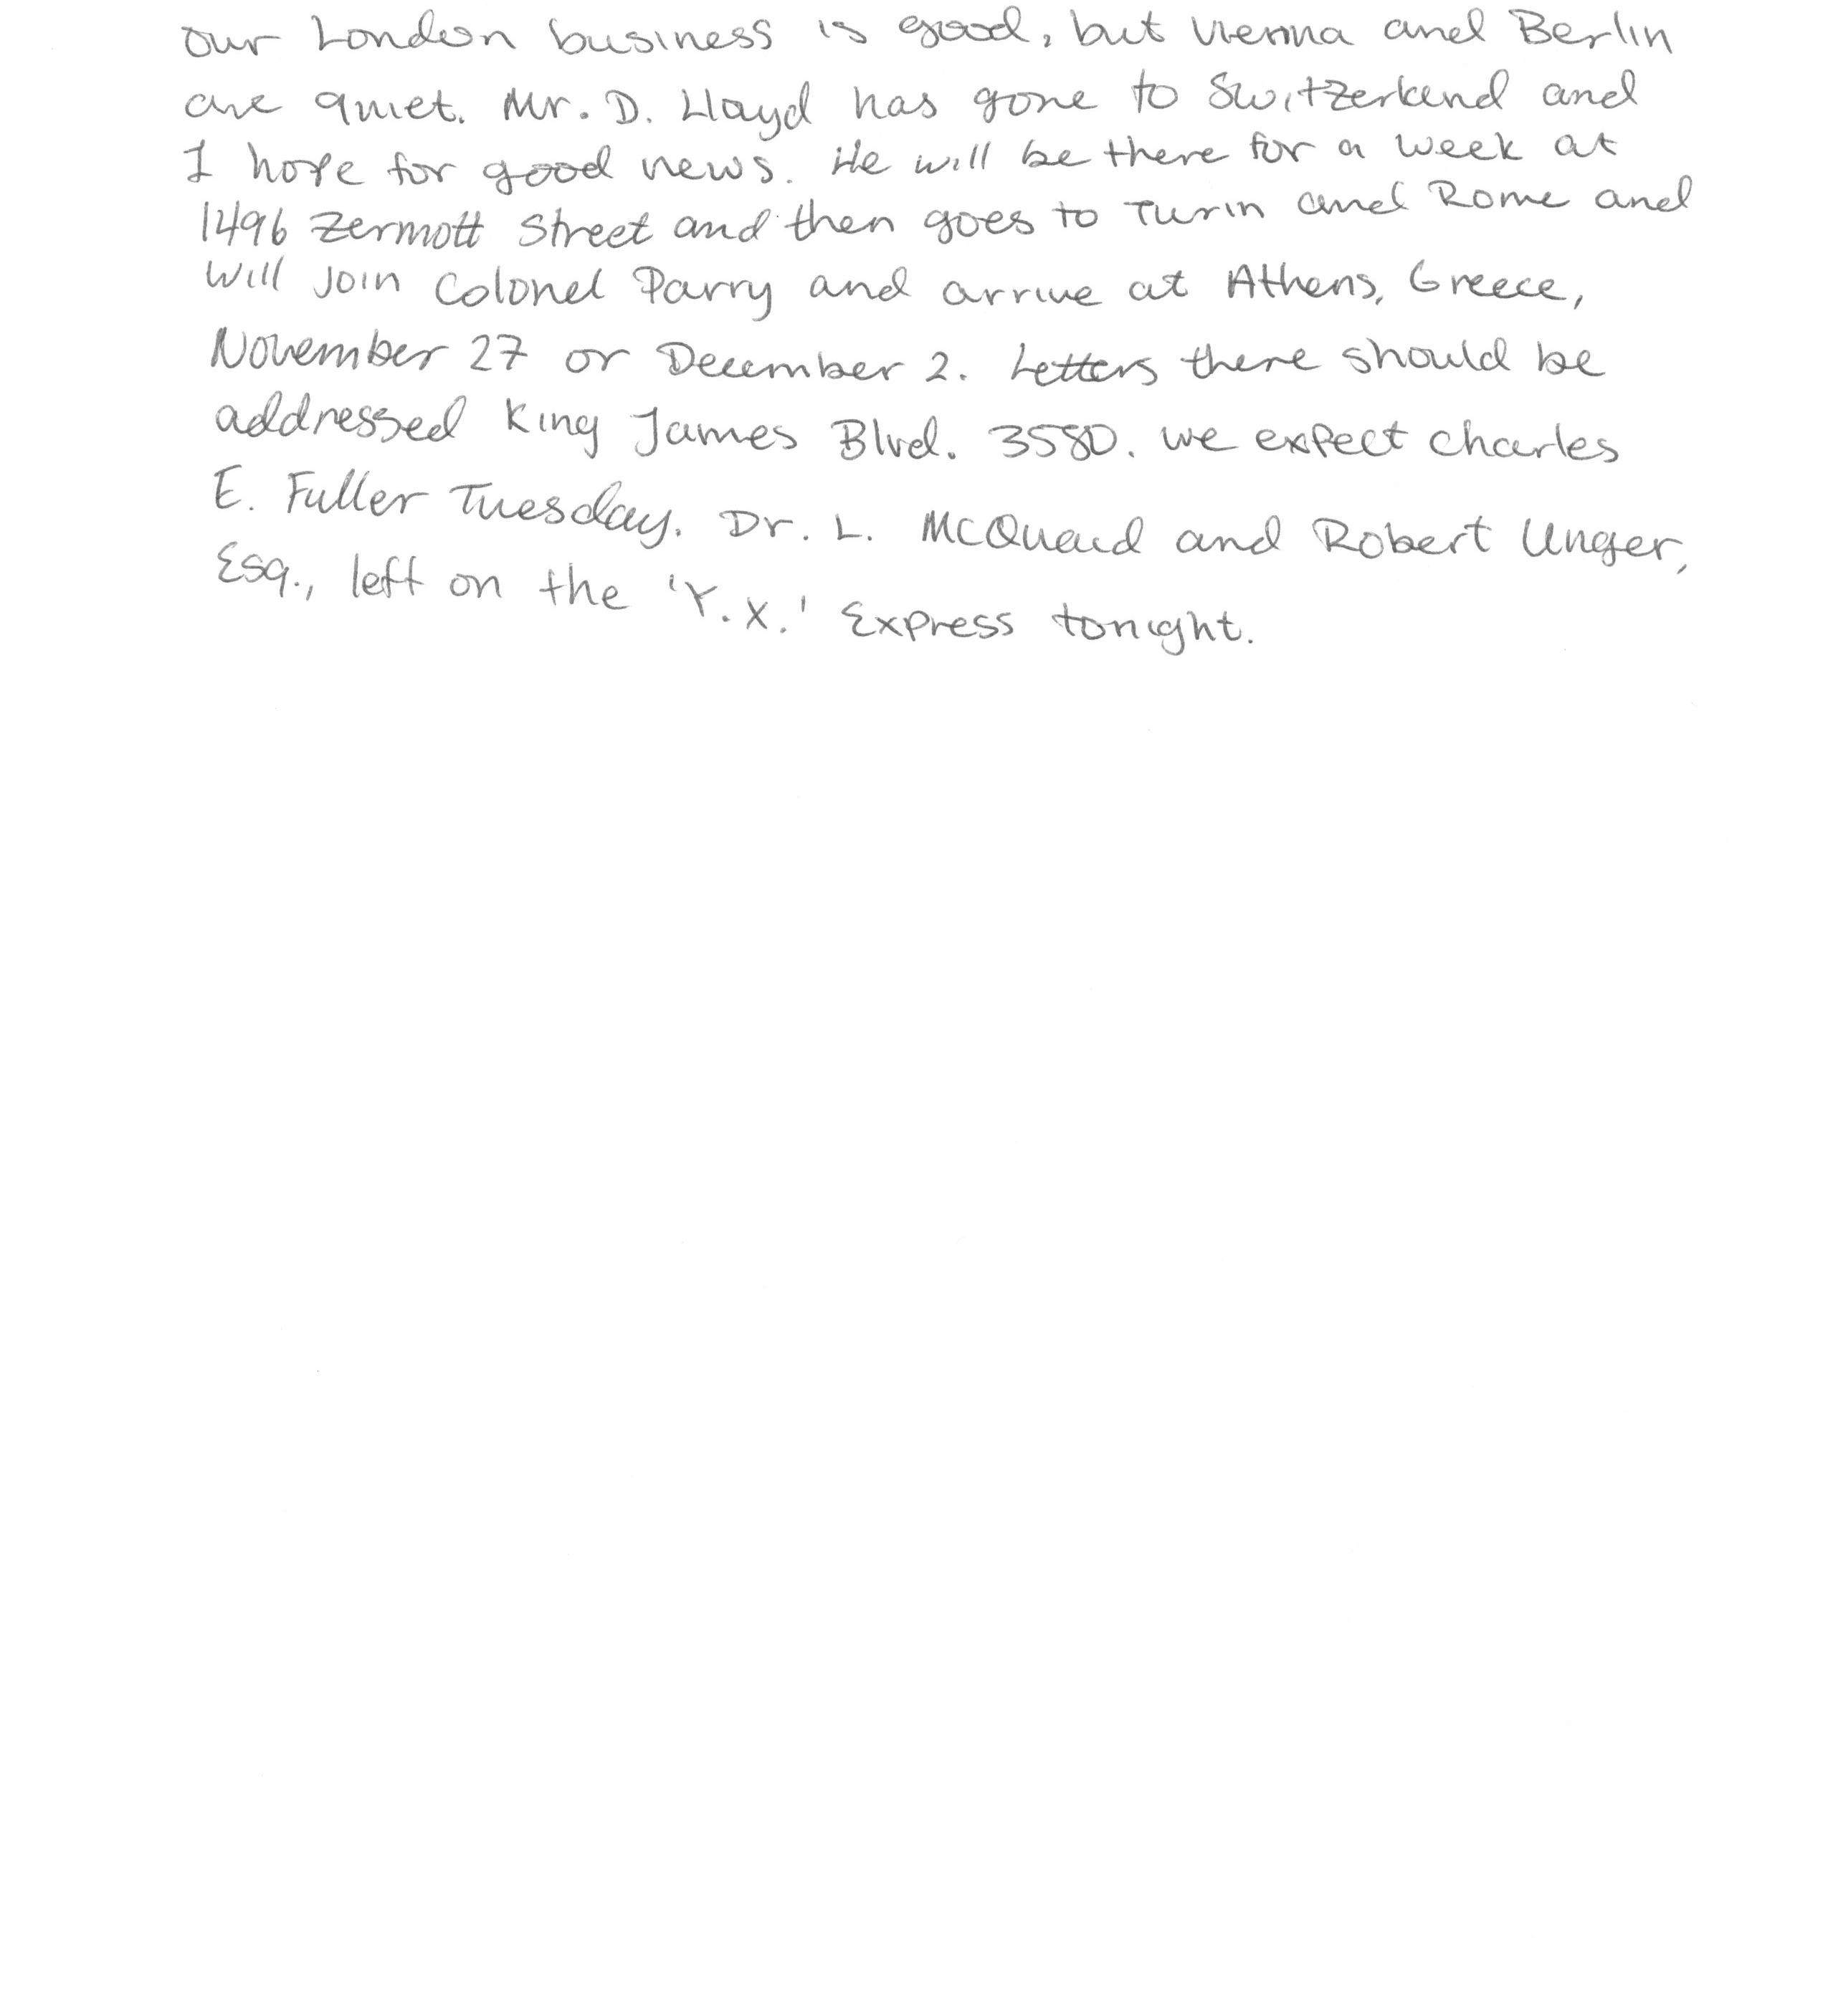 our London business is good, but Vienna and Berlin
are quiet. Mr. D. Lloyd has gone to Switzerland and
I hope for good news. He will be there for a week at
1496 Zermott Street and then goes to Turin and Rome and
will join Colonel Parry and arrive at Athens, Greece,
November 27 or December 2. Letters there should be
addressed King James Blvd. 3580. we expect Charles
E. Fuller Tuesday. Dr. L. McQuaid and Robert Unger,
Esq., left on the 'Y.X.' Express tonight.